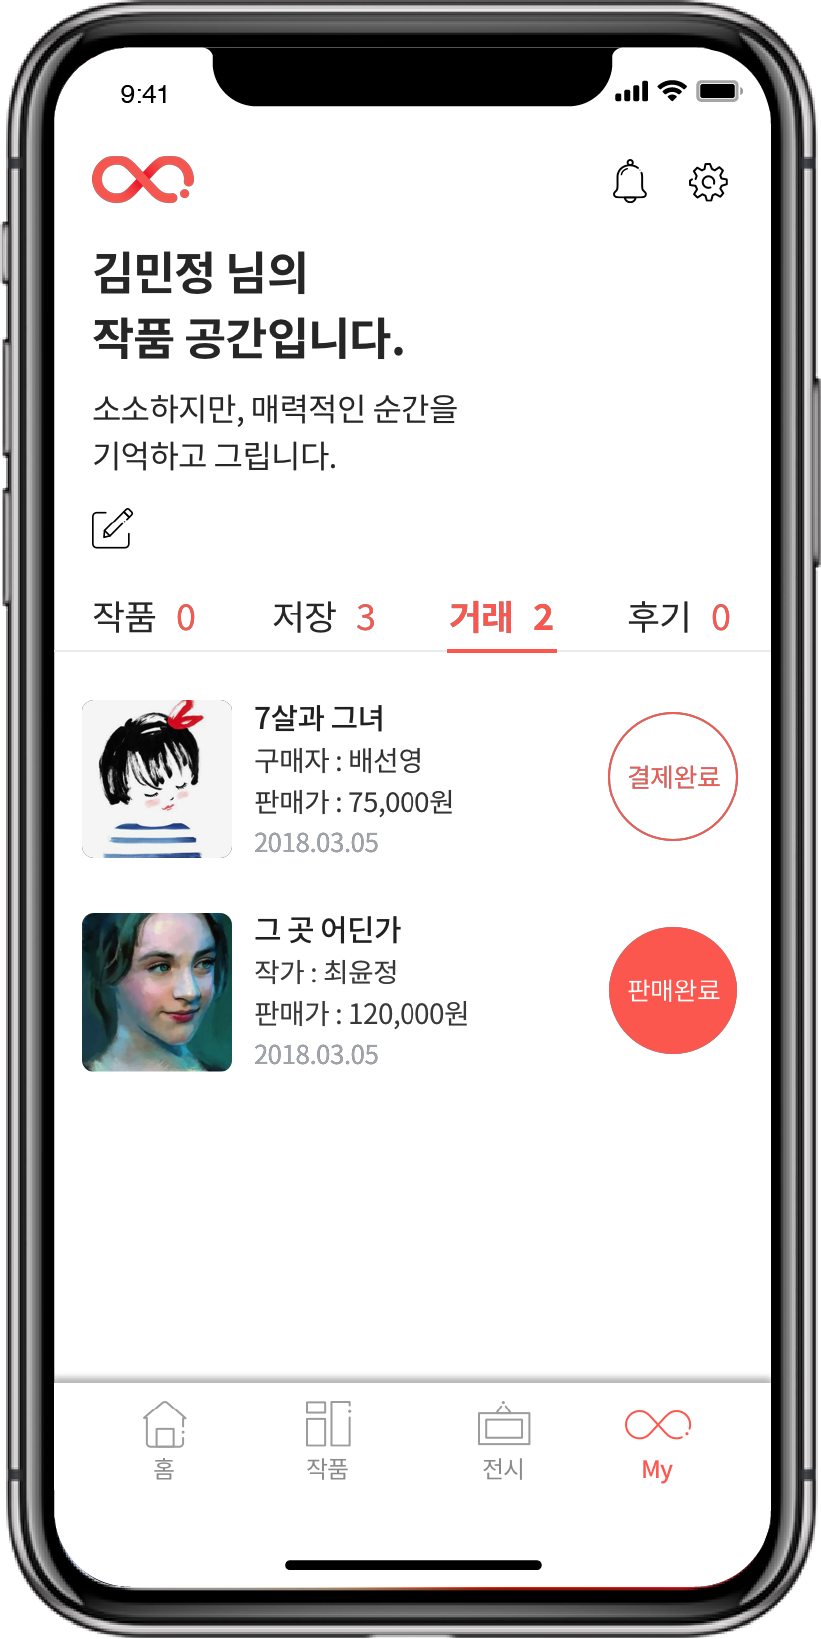 9:41
김민정 님의
작품 공간입니다.
소소하지만, 매력적인 순간을
기억하고 그립니다.
작품 0 저장 3 거래 2 후기 0
7살과 그녀
구매자 : 배선영
판매가 : 75,000원
2018.03.05
결제완료
그 곳 어딘가
작가 : 최윤정
판매가 : 120,000원
2018.03.05
판매완료
홈 작품 전시 My